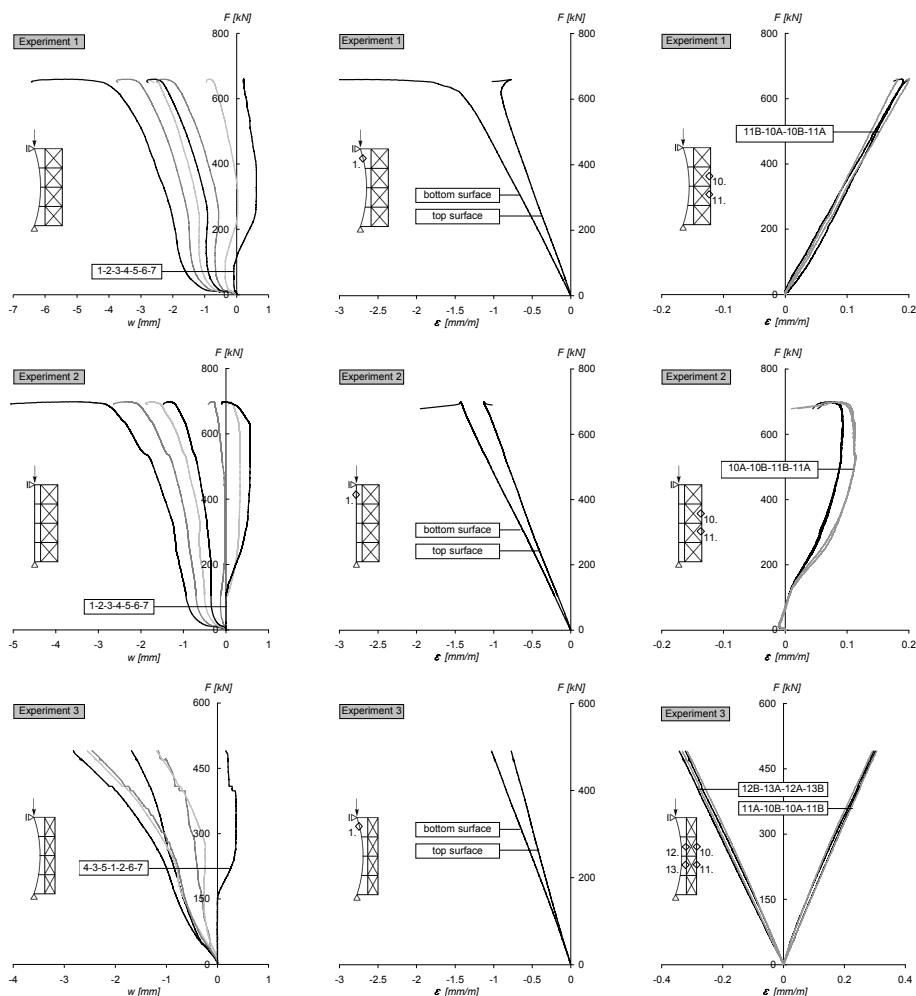 F [kN] F [kN] F [kN]
800 800 800
Experiment 1 Experiment 1 Experiment 1
600 600 600
11B-10A-10B-11A
400 400 400
1. 10.
bottom surface 11.
top surface
200 200 200
1-2-3-4-5-6-7
0 0 0
-7 -6 -5 -4 -3 -2 -1 0 1 -3 -2.5 -2 -1.5 -1 -0.5 0 -0.2 -0.1 0 0.1 0.2
w [mm] ε [mm/m] ε [mm/m]
F [kN] F [kN] F [kN]
800 800 800
Experiment 2 Experiment 2 Experiment 2
600 600 600
10A-10B-11B-11A
400 400 400
1. 10.
bottom surface 11.
top surface
200 200 200
1-2-3-4-5-6-7
0 0 0
-5 -4 -3 -2 -1 0 1 -3 -2.5 -2 -1.5 -1 -0.5 0 -0.2 -0.1 0 0.1 0.2
w [mm] ε [mm/m] ε [mm/m]
F [kN] F [kN] F [kN]
600 600 600
Experiment 3 Experiment 3 Experiment 3
450 450 450
12B-13A-12A-13B
11A-10B-10A-11B
300 300 300
1. bottom surface 12. 10.
top surface 13. 11.
4-3-5-1-2-6-7
150 150 150
0 0 0
-4 -3 -2 -1 0 1 -3 -2.5 -2 -1.5 -1 -0.5 0 -0.4 -0.2 0 0.2 0.4
w [mm] ε [mm/m] ε [mm/m]